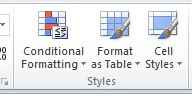 Conditional Formatting
Format as Table
Cell Styles
Styles